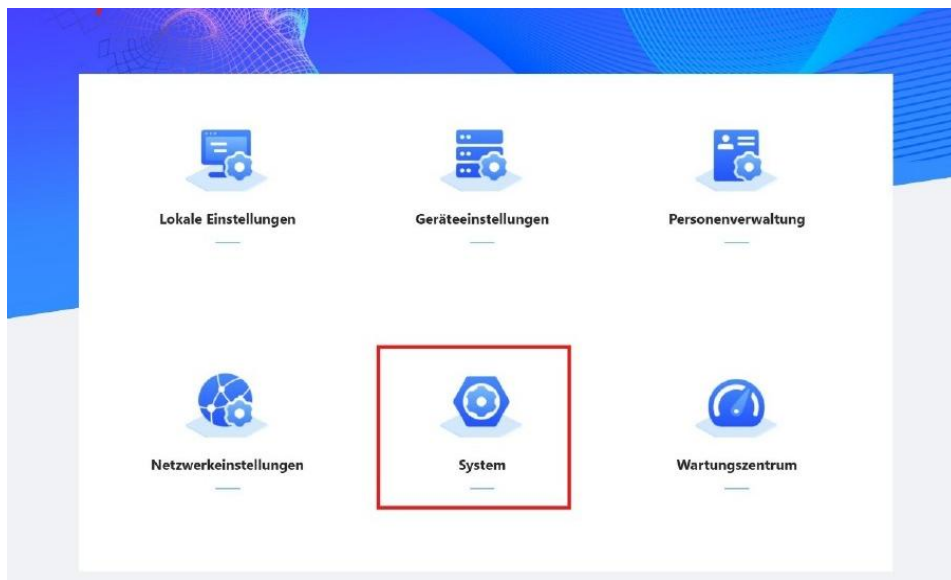 Lokale Einstellungen
Geräteeinstellungen
Personenverwaltung
Netzwerkeinstellungen
System
Wartungszentrum